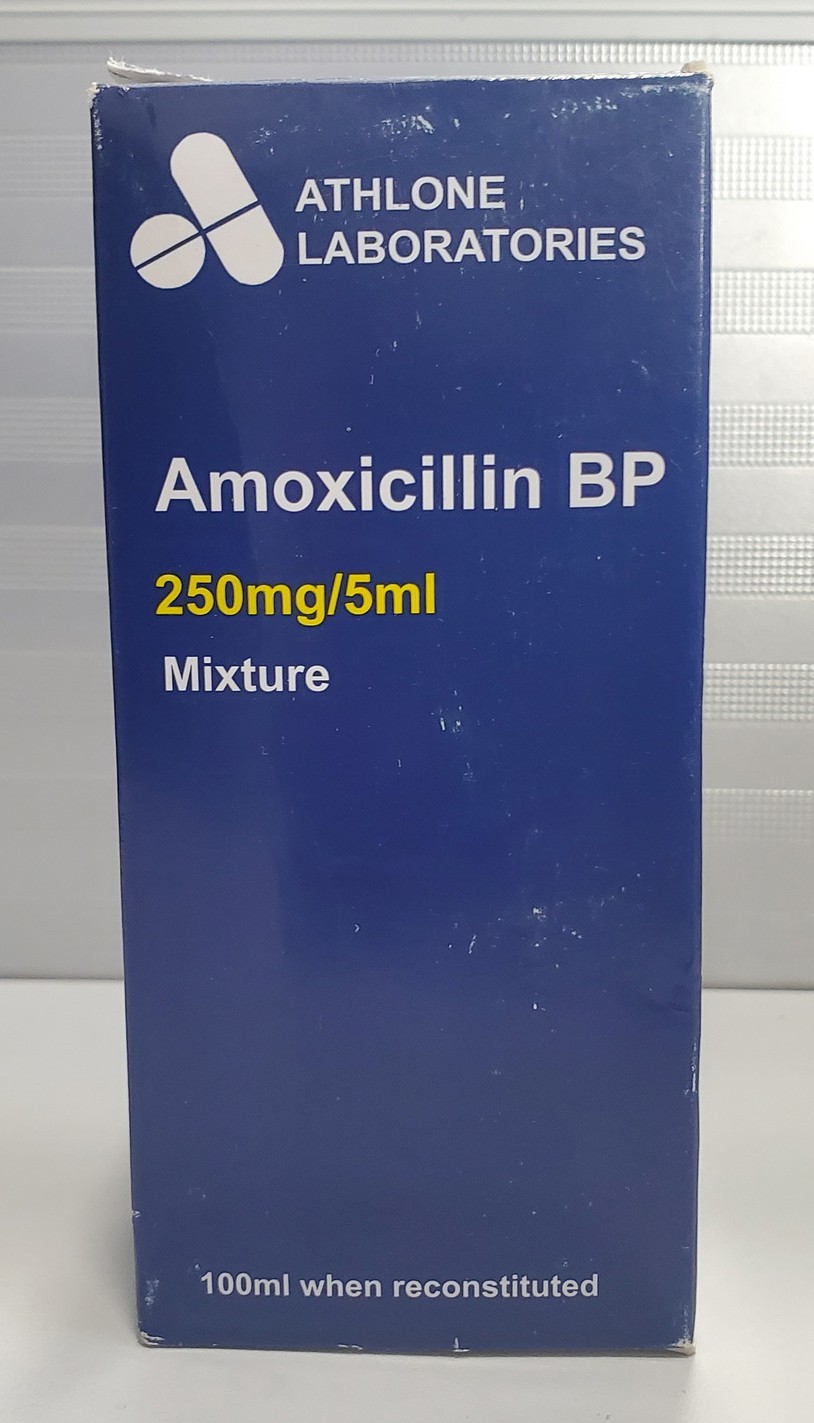 ATHLONE
LABORATORIES
Amoxicillin BP
250mg/5ml
Mixture
100ml when reconstituted